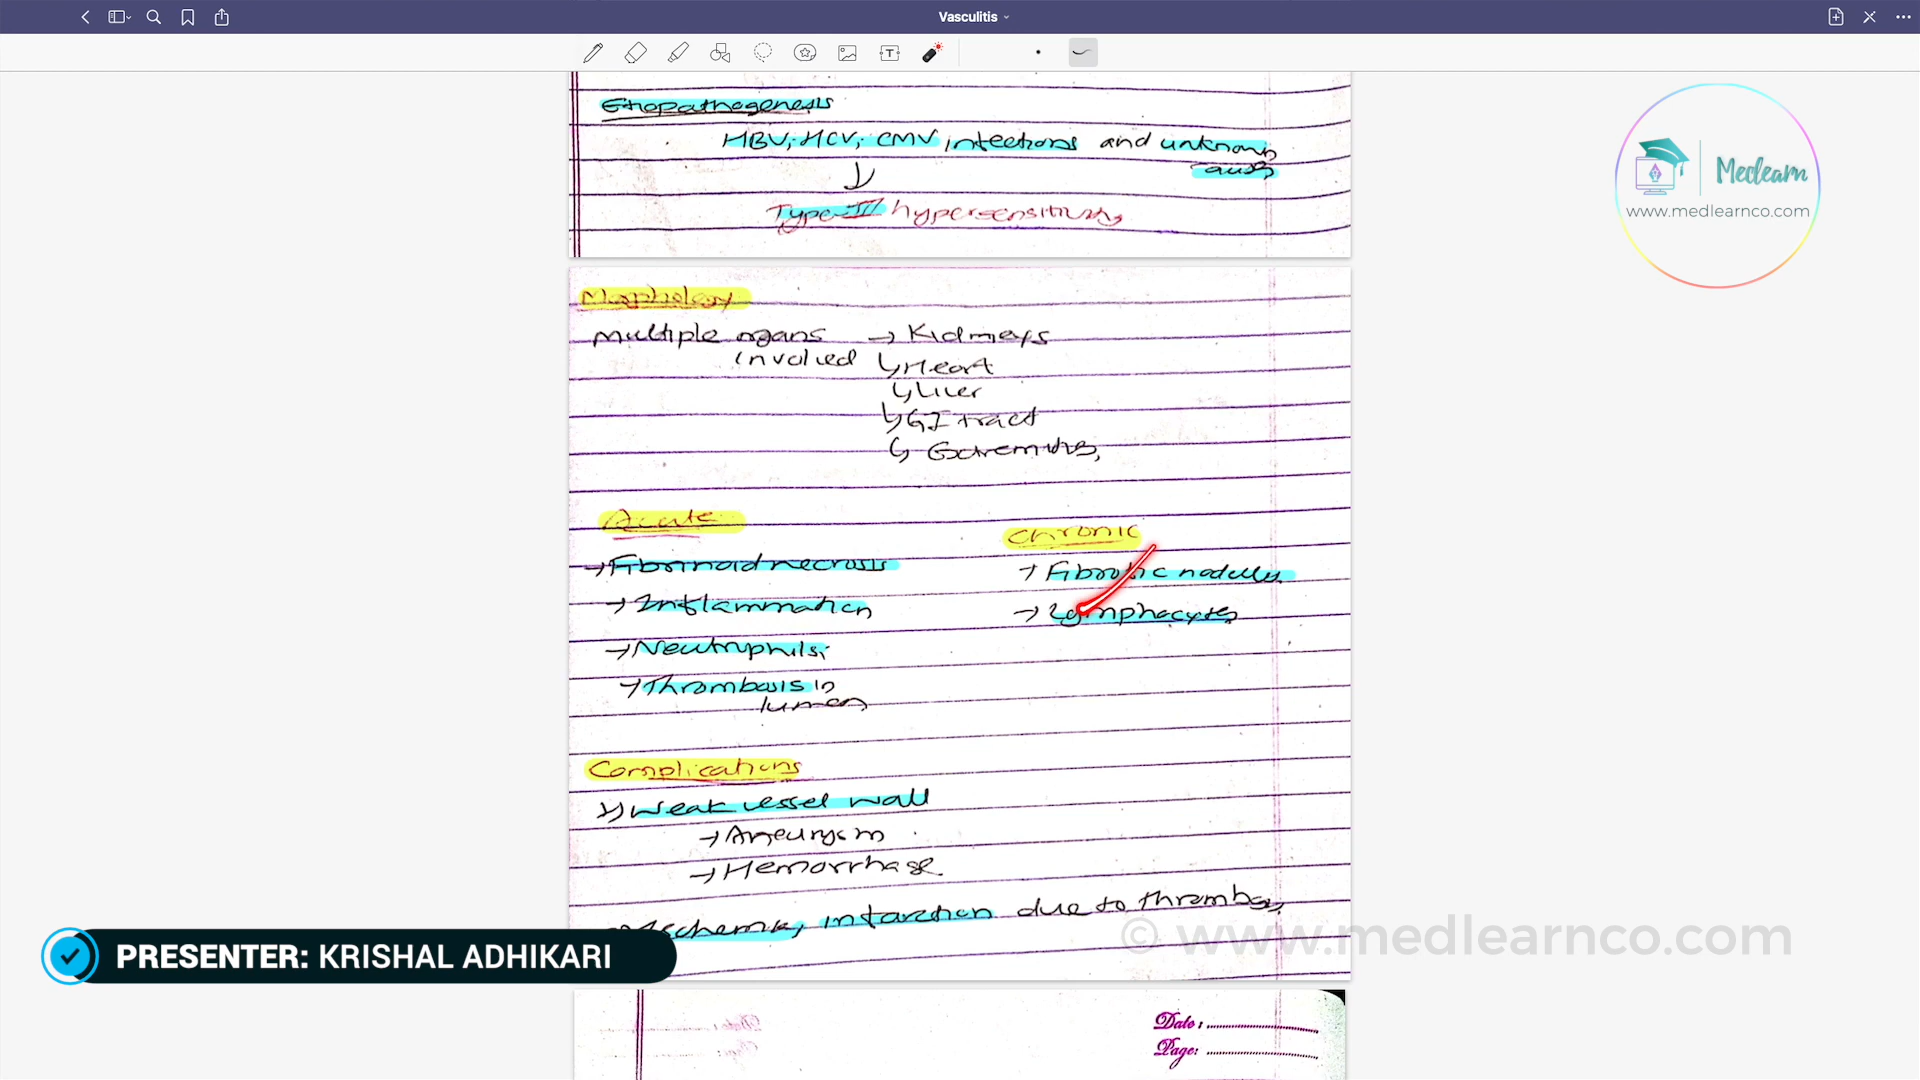 Vasculitis
Etiopathogenesis
HBV, HCV, CMV infections and unknown
cause
Type-III hypersensitivity
Medlearn
www.medlearnco.com
Morphology
Multiple organs → Kidneys
involved ↳ Heart
↳ Liver
↳ GI tract
↳ Extremities,
Acute
→ Fibrinoid necrosis
→ Inflammation
→ Neutrophils,
→ Thrombosis in
lumen
Chronic
→ Fibrotic nodules
→ Lymphocytes
Complications
1) Weak vessel wall
→ Aneurysm
→ Hemorrhage
Ischemia, infarction due to thrombosis.
PRESENTER: KRISHAL ADHIKARI
© www.medlearnco.com
Date:
Page: